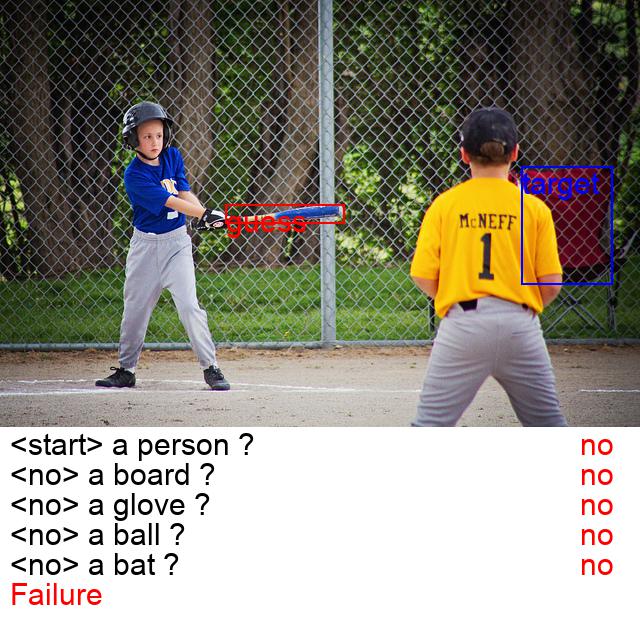 target
guess
McNEFF
1
<start> a person ? no
<no> a board ? no
<no> a glove ? no
<no> a ball ? no
<no> a bat ? no
Failure